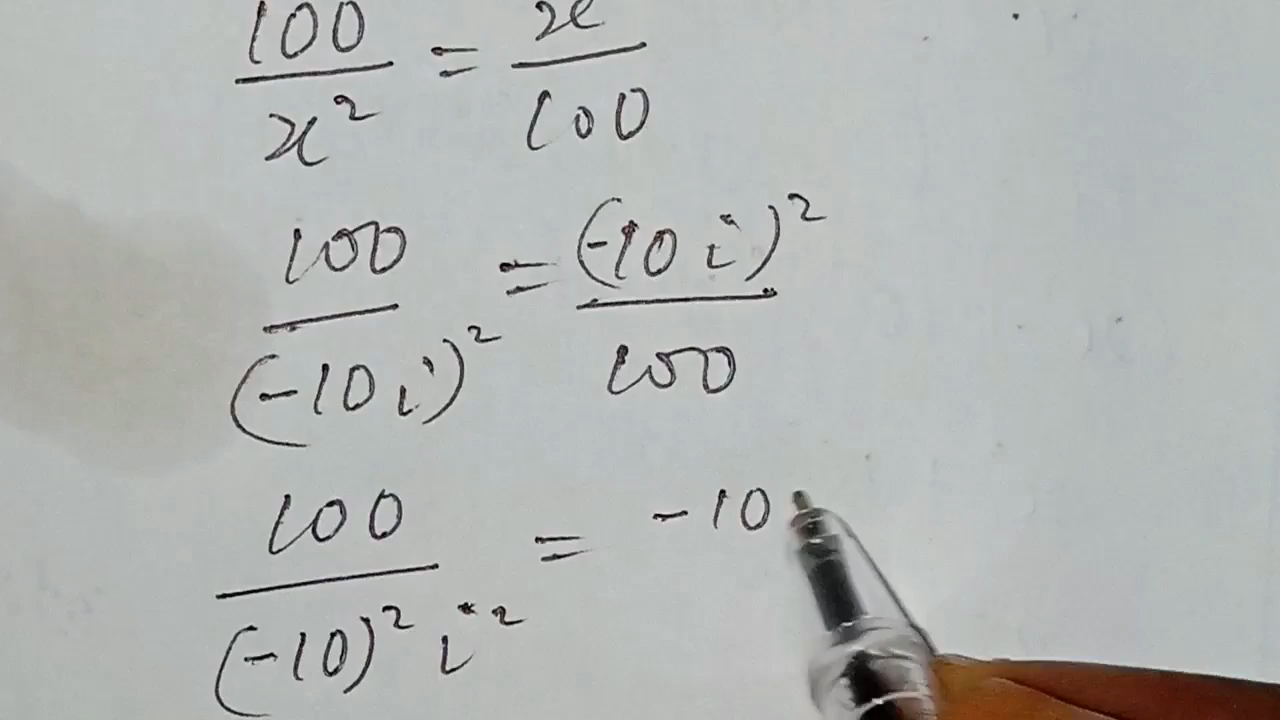 100/x² = x/100
100/(-10i)² = (-10i)²/100
100/(-10)² i² = -10